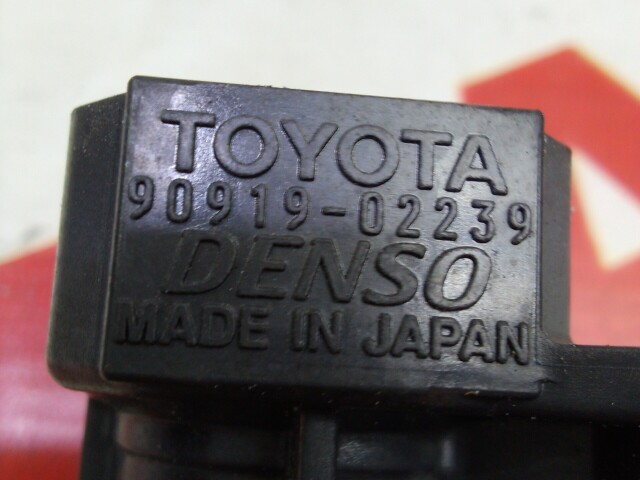 TOYOTA
90919-02239
DENSO
MADE IN JAPAN